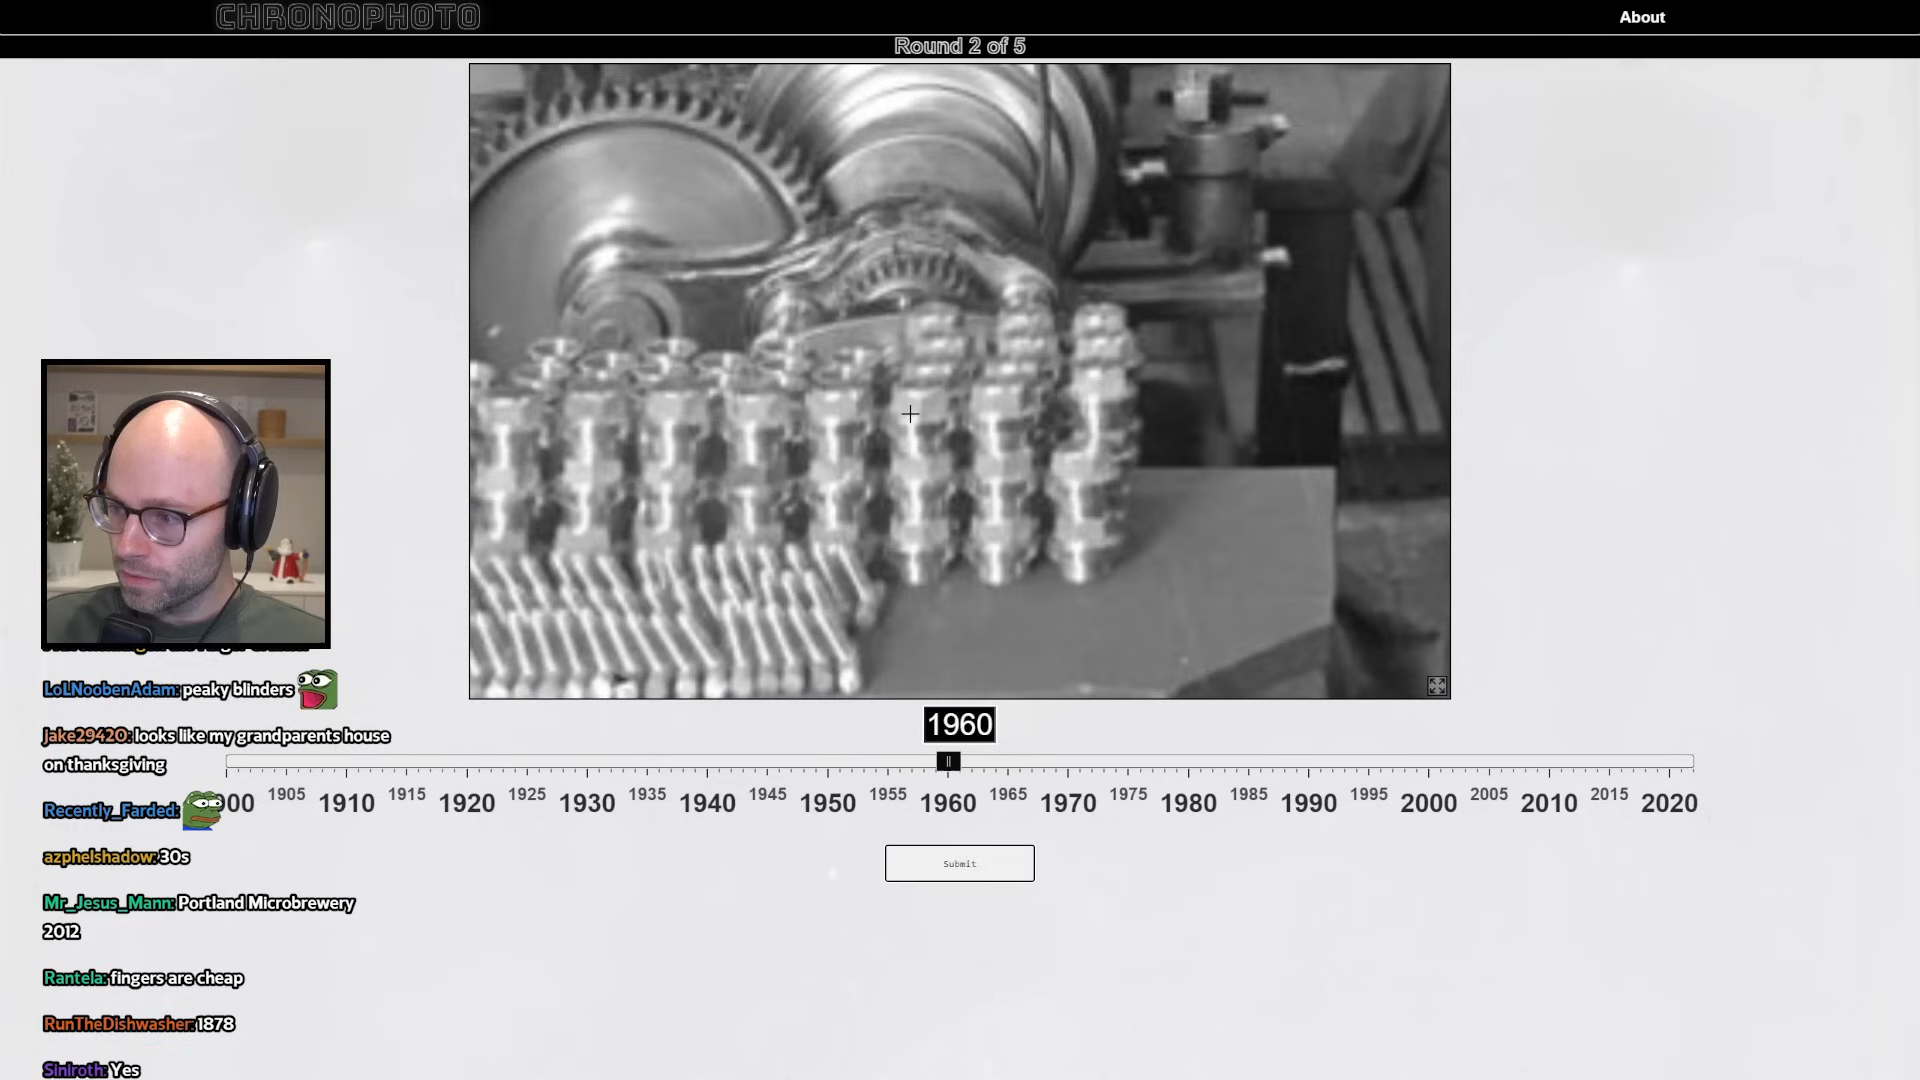 CHRONOPHOTO
About
Round 2 of 5
LoLNoobenAdam: peaky blinders
Jake29420: looks like my grandparents house
on thanksgiving
Recently_Farded:
azphelshadow: 30s
Mr_Jesus_Mann: Portland Microbrewery
2012
Rantela: fingers are cheap
RunTheDishwasher: 1878
Siniroth: Yes
1960
1905 1910 1915 1920 1925 1930 1935 1940 1945 1950 1955 1960 1965 1970 1975 1980 1985 1990 1995 2000 2005 2010 2015 2020
Submit